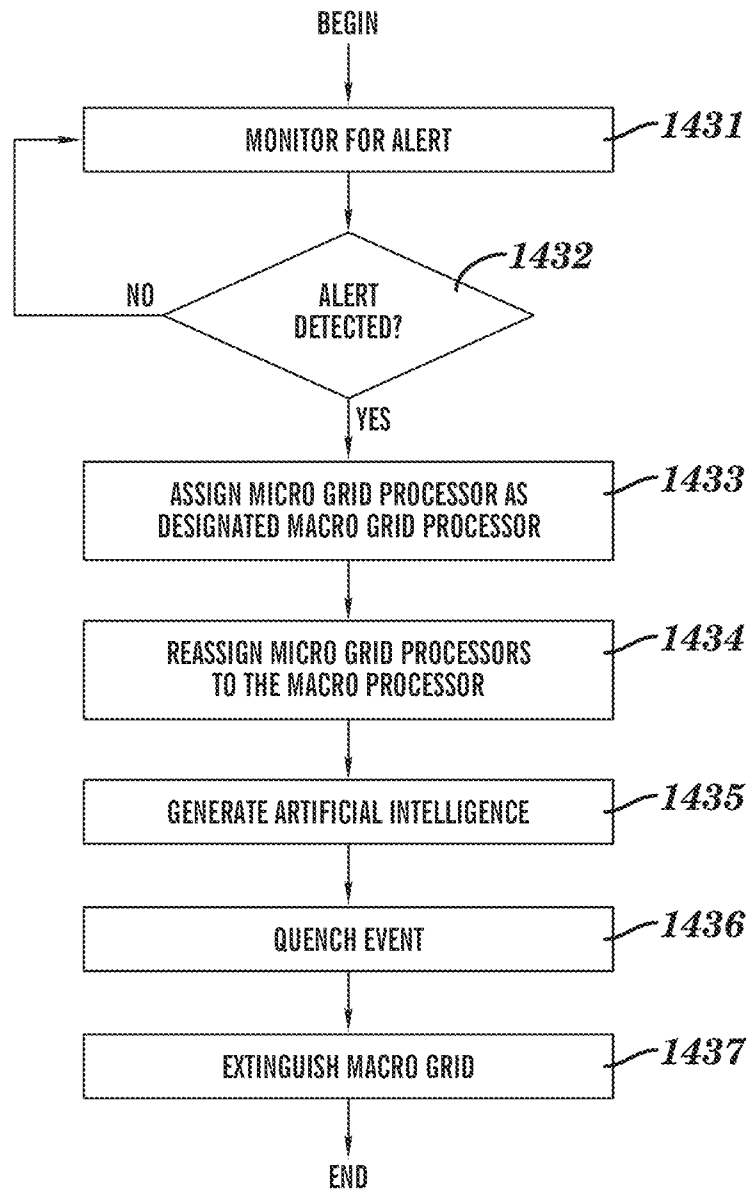 BEGIN
MONITOR FOR ALERT
1431
ALERT
DETECTED?
1432
NO
YES
ASSIGN MICRO GRID PROCESSOR AS
DESIGNATED MACRO GRID PROCESSOR
1433
REASSIGN MICRO GRID PROCESSORS
TO THE MACRO PROCESSOR
1434
GENERATE ARTIFICIAL INTELLIGENCE
1435
QUENCH EVENT
1436
EXTINGUISH MACRO GRID
1437
END